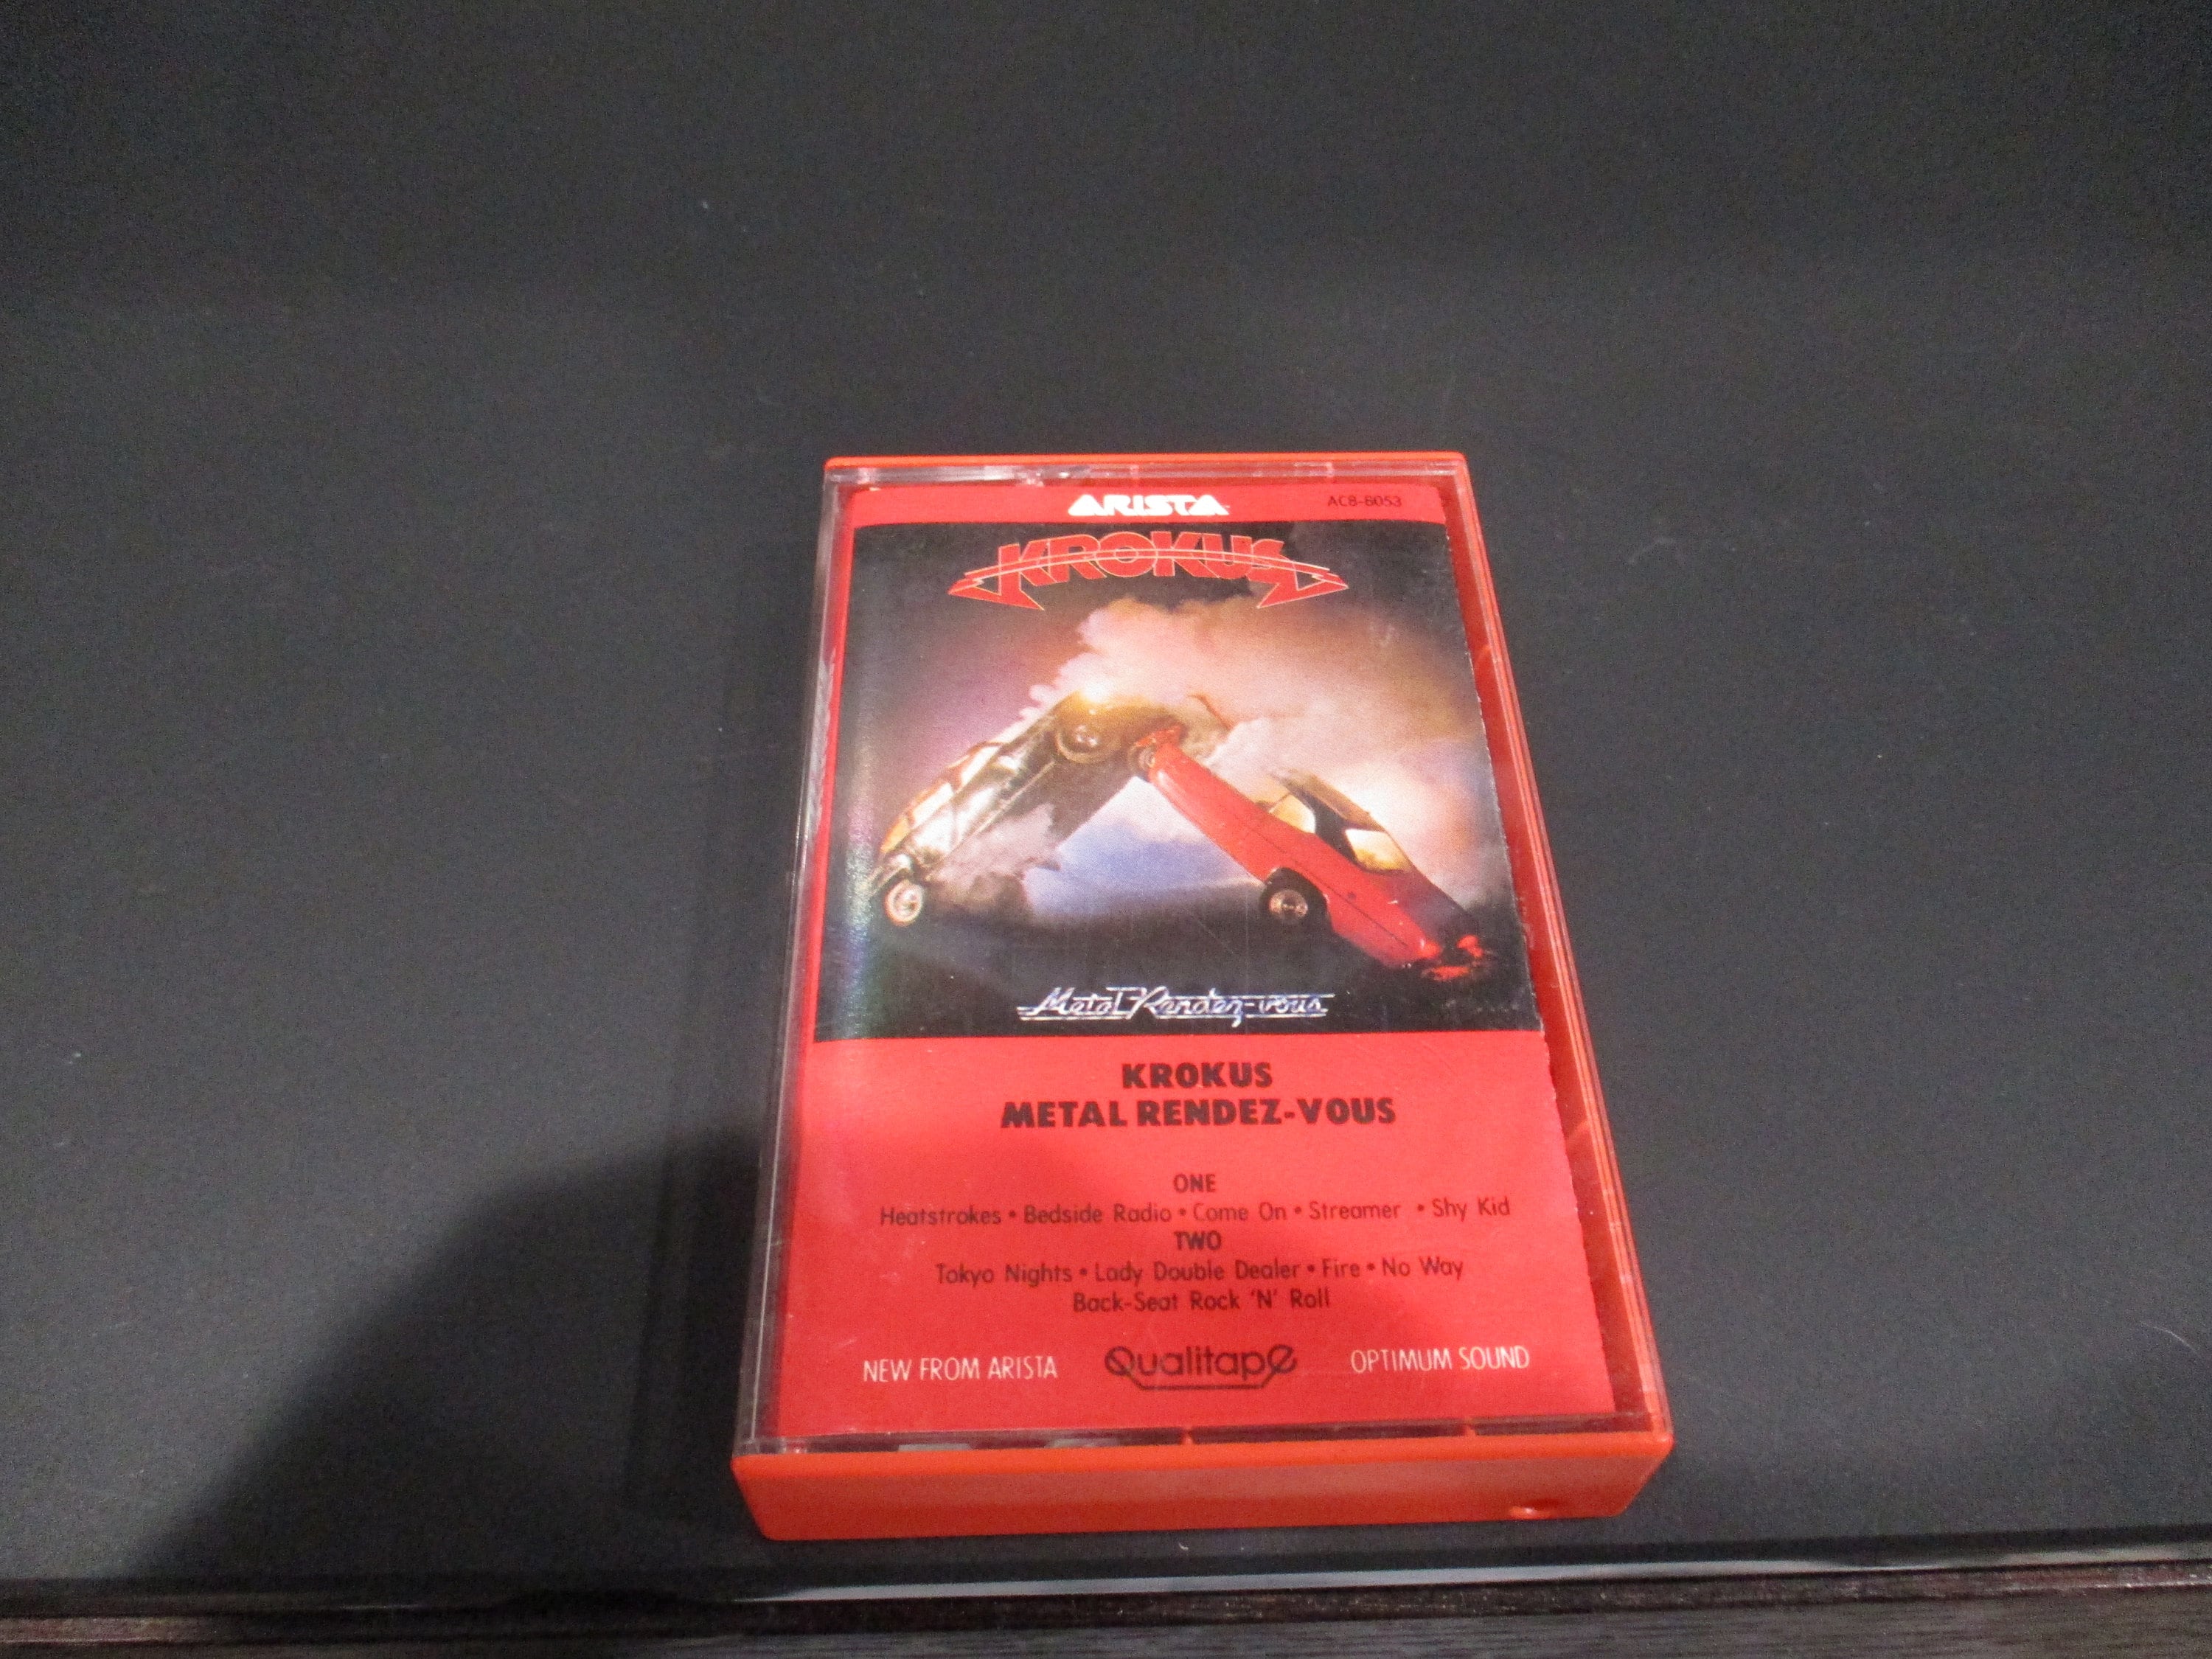 ARISTA
AC8-8053
KROKUS
Metal Rendez-vous
KROKUS
METAL RENDEZ-VOUS
ONE
Heatstrokes • Bedside Radio • Come On • Streamer • Shy Kid
TWO
Tokyo Nights • Lady Double Dealer • Fire • No Way
Back-Seat Rock 'N' Roll
NEW FROM ARISTA Qualitape OPTIMUM SOUND